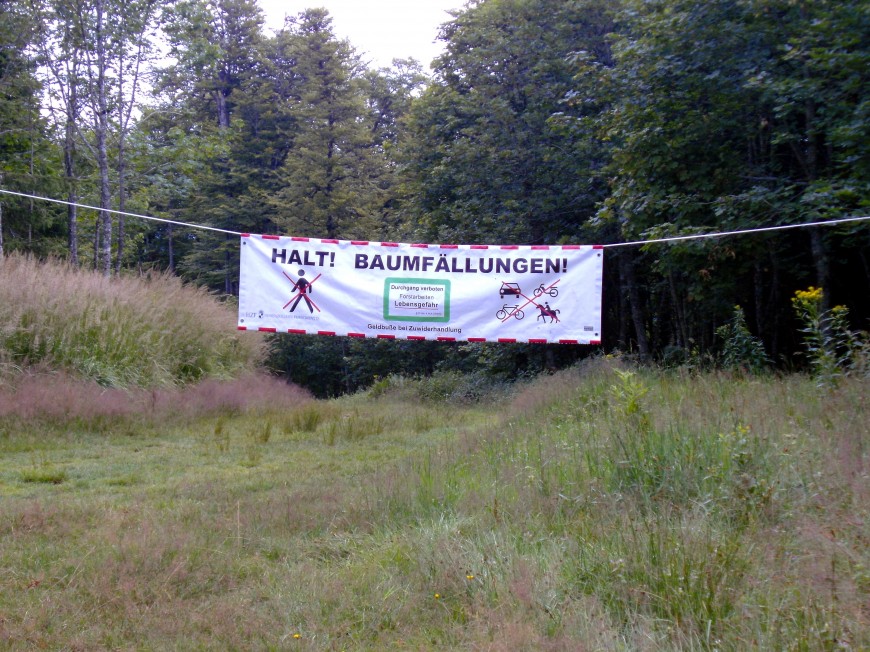 HALT! BAUMFÄLLUNGEN!
Durchgang verboten
Forstarbeiten
Lebensgefahr
Geldbuße bei Zuwiderhandlung